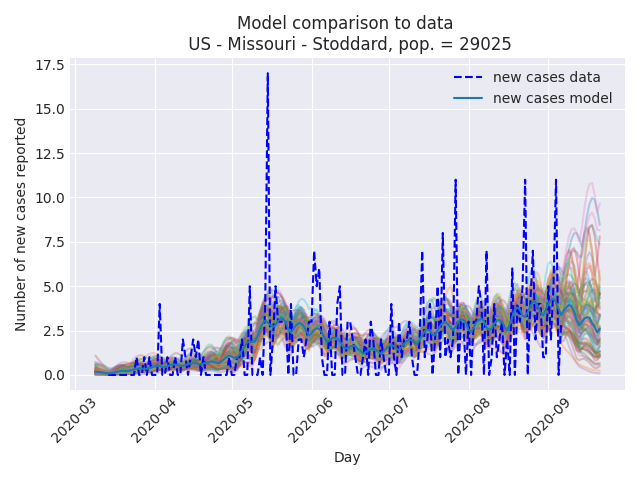 Model comparison to data
US - Missouri - Stoddard, pop. = 29025
new cases data
new cases model
Number of new cases reported
17.5
15.0
12.5
10.0
7.5
5.0
2.5
0.0
2020-03
2020-04
2020-05
2020-06
2020-07
2020-08
2020-09
Day